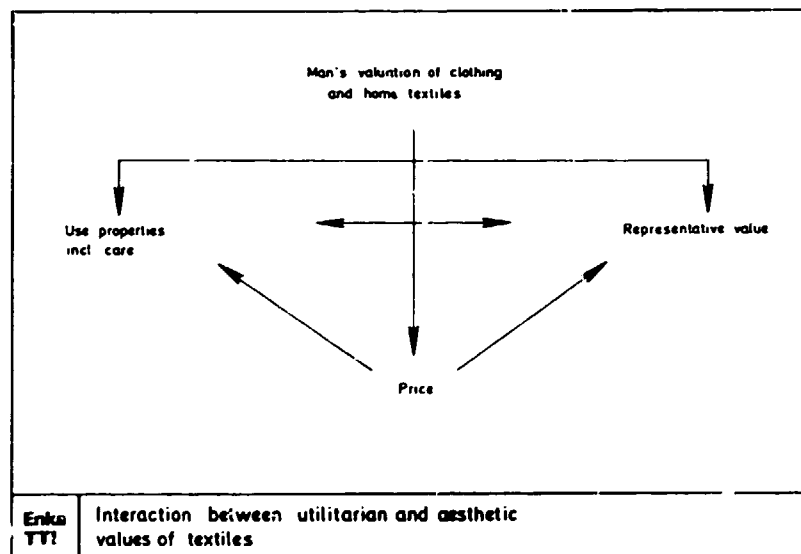 Man's valuation of clothing
and home textiles
Use properties
incl. care
Representative value
Price
Enka
Interaction between utilitarian and aesthetic
values of textiles